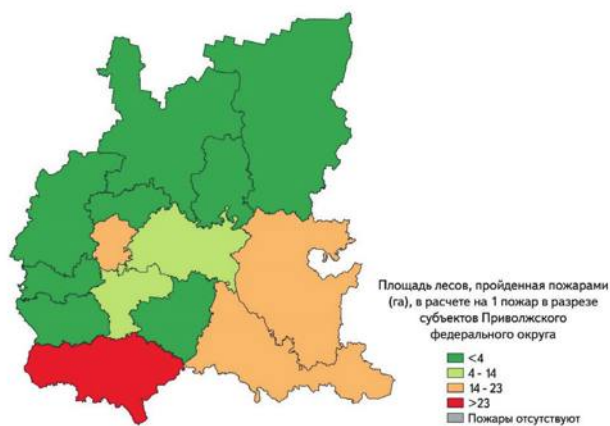 Площадь лесов, пройденная пожарами
(га), в расчете на 1 пожар в разрезе
субъектов Приволжского
федерального округа
<4
4 - 14
14 - 23
>23
Пожары отсутствуют